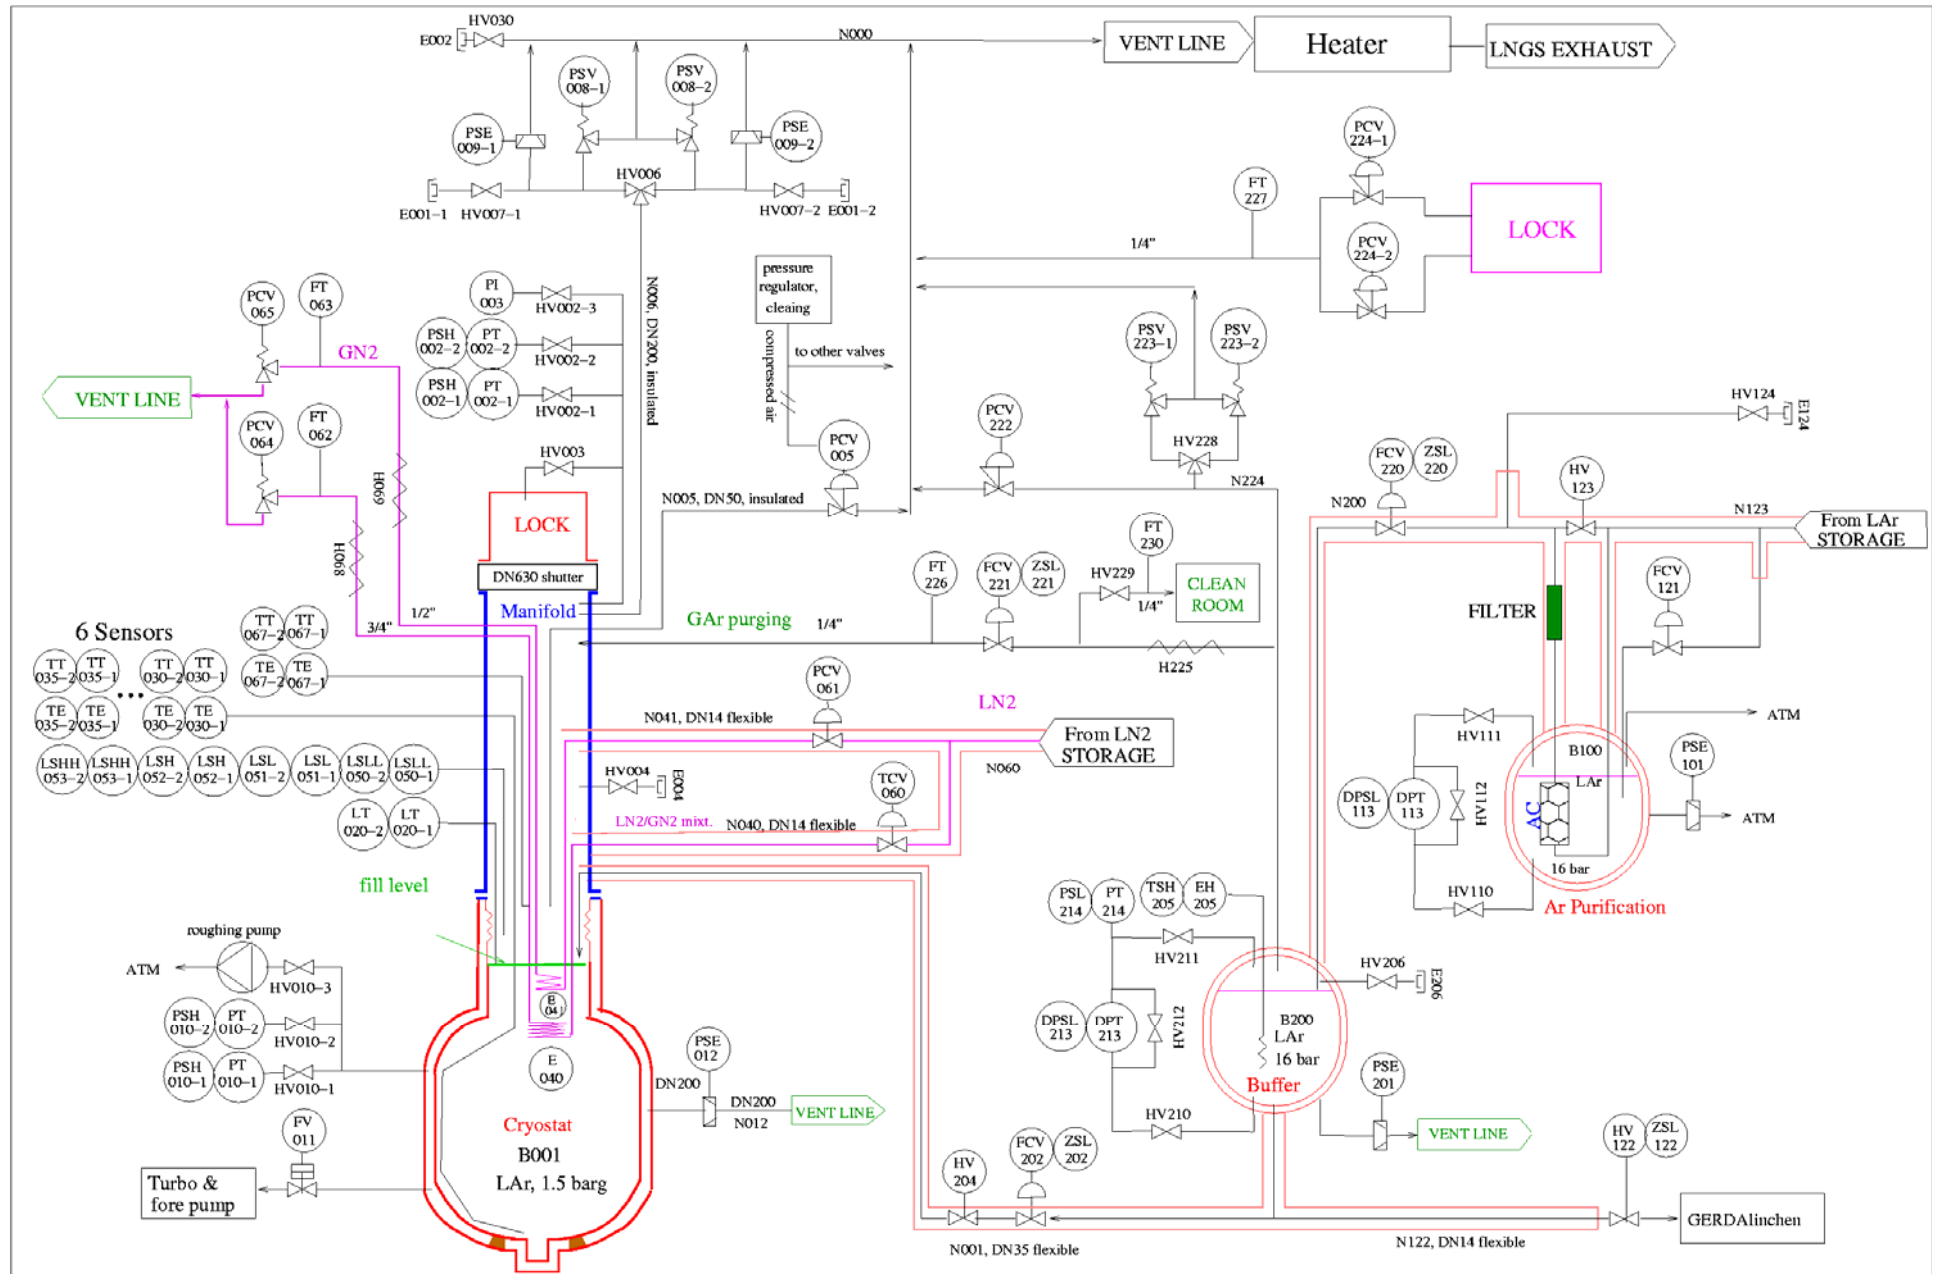 HV030
E002
N000
VENT LINE
Heater
LNGS EXHAUST
PSV
008-1
PSV
008-2
PSE
009-1
PSE
009-2
HV006
E001-1
HV007-1
HV007-2
E001-2
PCV
224-1
FT
227
PCV
224-2
LOCK
1/4"
pressure
regulator,
cleaing
compressed air
to other valves
N006, DN200, insulated
PI
003
HV002-3
PSH
002-2
PT
002-2
HV002-2
PSH
002-1
PT
002-1
HV002-1
PCV
065
FT
063
GN2
VENT LINE
PCV
064
FT
062
H069
H068
HV003
LOCK
DN630 shutter
Manifold
N005, DN50, insulated
PCV
005
PSV
223-1
PSV
223-2
PCV
222
HV228
N224
HV124
E124
FCV
220
ZSL
220
HV
123
N200
N123
From LAr
STORAGE
FT
230
FT
226
FCV
221
ZSL
221
HV229
1/4"
CLEAN
ROOM
FCV
121
FILTER
GAr purging
1/4"
H225
1/2"
3/4"
6 Sensors
TT
067-2
TT
067-1
TE
067-2
TE
067-1
TT
035-2
TT
035-1
TT
030-2
TT
030-1
TE
035-2
TE
035-1
TE
030-2
TE
030-1
LSHH
053-2
LSHH
053-1
LSH
052-2
LSH
052-1
LSL
051-2
LSL
051-1
LSLL
050-2
LSLL
050-1
LT
020-2
LT
020-1
PCV
061
LN2
N041, DN14 flexible
From LN2
STORAGE
N060
HV004
E004
TCV
060
LN2/GN2 mixt.
N040, DN14 flexible
HV111
ATM
B100
LAr
PSE
101
DPSL
113
DPT
113
HV112
AC
ATM
16 bar
HV110
Ar Purification
fill level
roughing pump
ATM
HV010-3
PSH
010-2
PT
010-2
HV010-2
PSH
010-1
PT
010-1
HV010-1
FV
011
Turbo &
fore pump
E
041
E
040
Cryostat
B001
LAr, 1.5 barg
PSE
012
DN200
DN200
N012
VENT LINE
PSL
214
PT
214
TSH
205
EH
205
HV211
HV206
E206
DPSL
213
DPT
213
HV212
B200
LAr
16 bar
Buffer
PSE
201
HV210
VENT LINE
HV
204
FCV
202
ZSL
202
HV
122
ZSL
122
GERDAlinchen
N001, DN35 flexible
N122, DN14 flexible